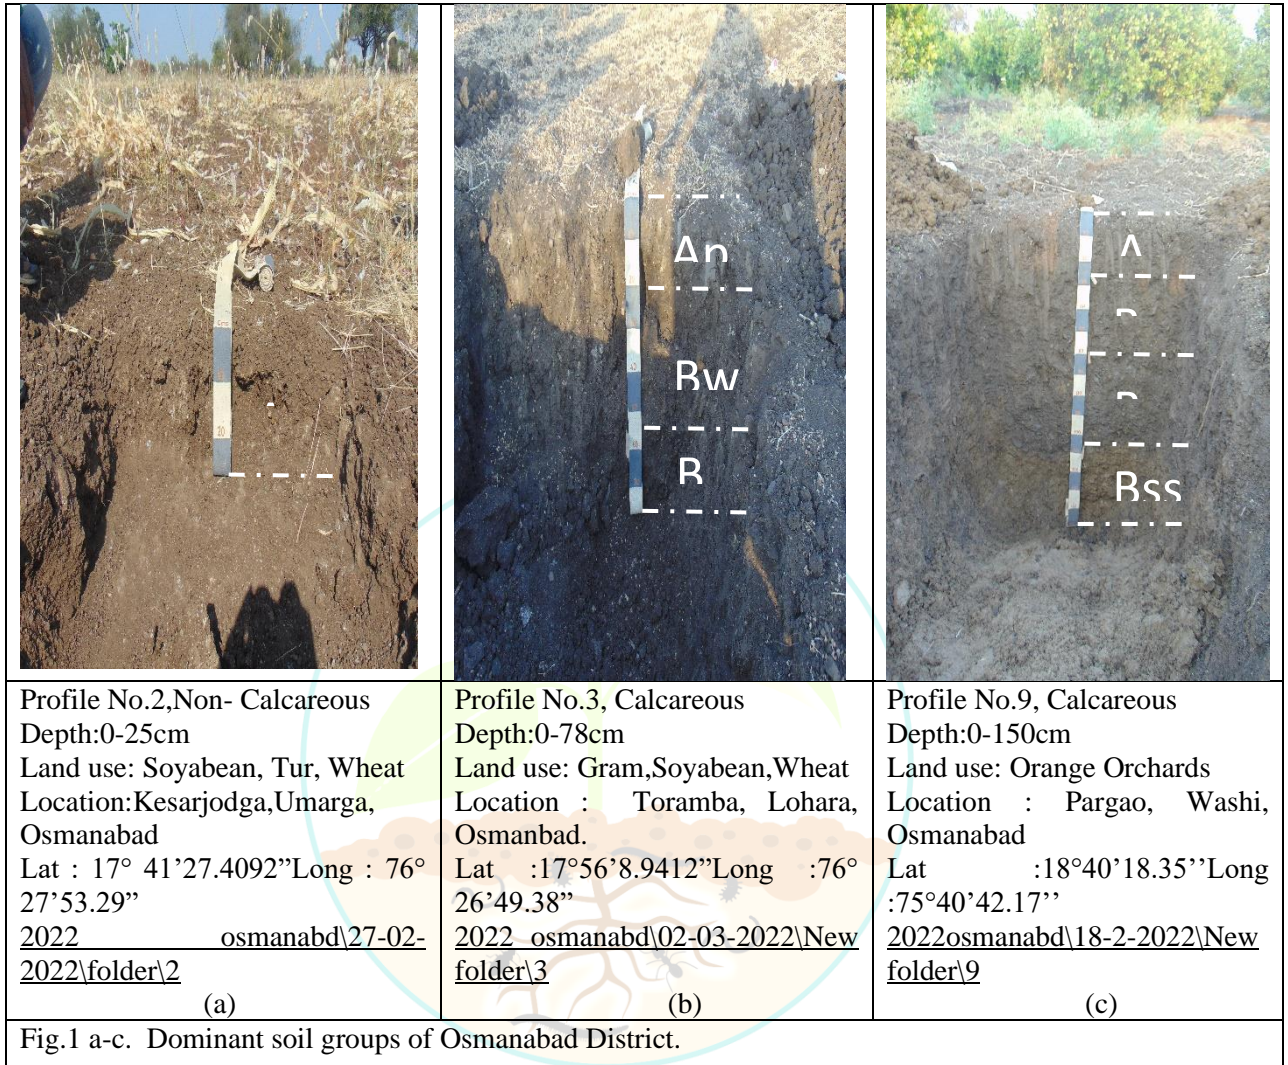 20
Ap
Bw
B
A
Bss
Profile No.2,Non- Calcareous
Depth:0-25cm
Land use: Soyabean, Tur, Wheat
Location:Kesarjodga,Umarga,
Osmanabad
Lat : 17° 41’27.4092”Long : 76°
27’53.29”
2022 osmanabd\27-02-
2022\folder\2
(a)
Profile No.3, Calcareous
Depth:0-78cm
Land use: Gram,Soyabean,Wheat
Location : Toramba, Lohara,
Osmanbad.
Lat :17°56’8.9412”Long :76°
26’49.38”
2022 osmanabd\02-03-2022\New
folder\3
(b)
Profile No.9, Calcareous
Depth:0-150cm
Land use: Orange Orchards
Location : Pargao, Washi,
Osmanabad
Lat :18°40’18.35’’Long
:75°40’42.17’’
2022osmanabd\18-2-2022\New
folder\9
(c)
Fig.1 a-c. Dominant soil groups of Osmanabad District.